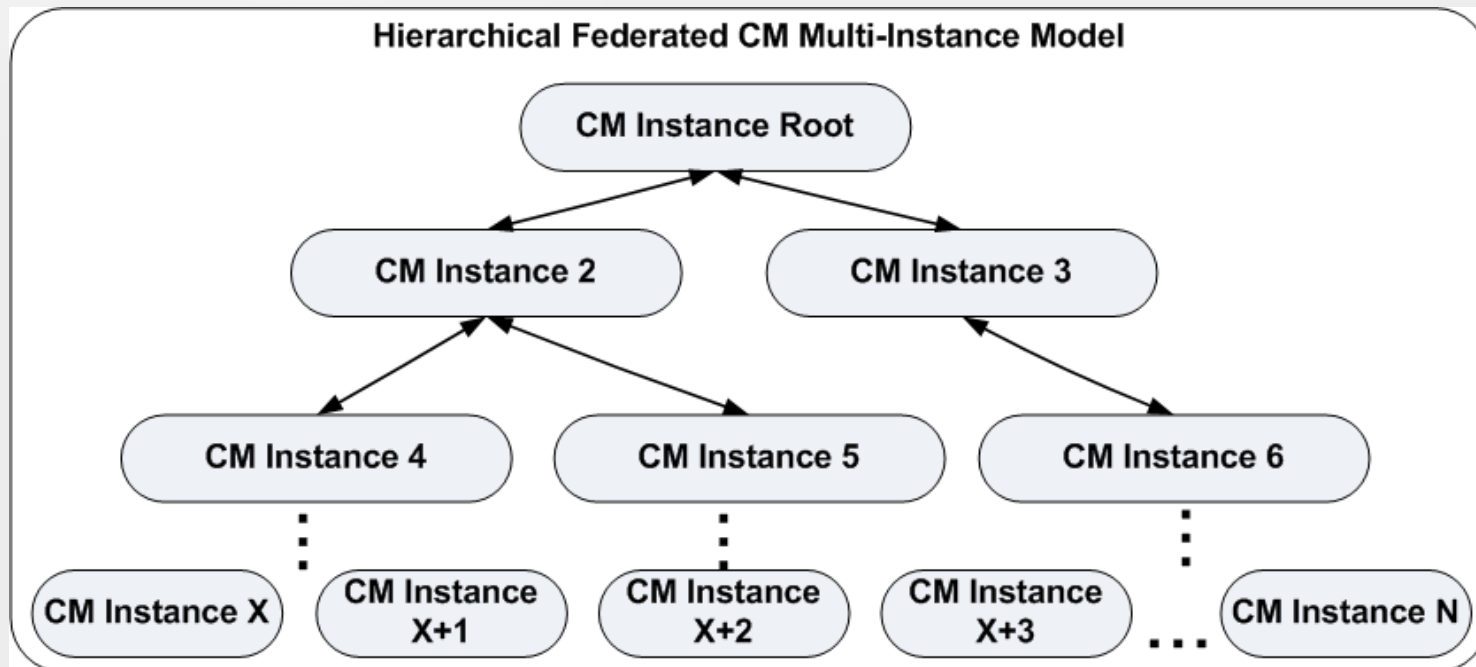 Hierarchical Federated CM Multi-Instance Model
CM Instance Root
CM Instance 2
CM Instance 3
CM Instance 4
CM Instance 5
CM Instance 6
CM Instance X
CM Instance
X+1
CM Instance
X+2
CM Instance
X+3
...
CM Instance N